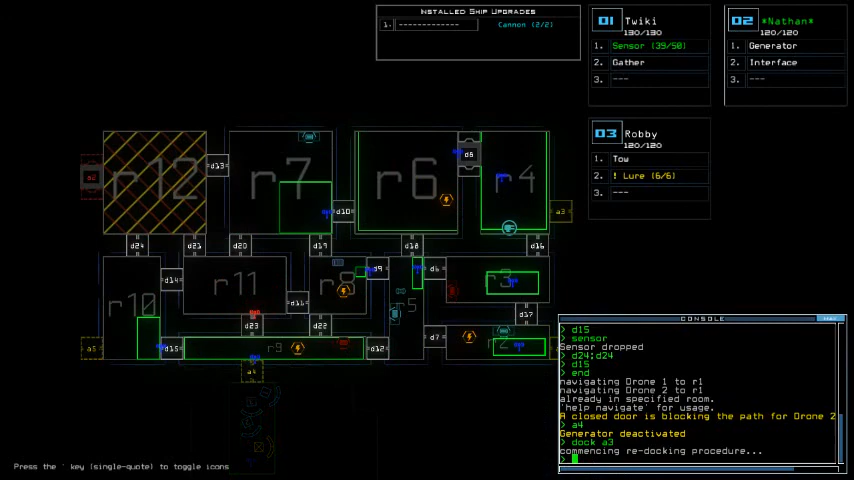 INSTALLED SHIP UPGRADES
1. -------------- Cannon (2/2)
01 Twiki
130/130
1. Sensor (39/50)
2. Gather
3. ---
02 *Nathan*
120/120
1. Generator
2. Interface
3. ---
03 Robby
120/120
1. Tow
2. ! Lure (6/6)
3. ---
r12
r7
r6
r4
a2
d13
d10
d8
a3
d24
d21
d20
d19
d18
d16
r10
r11
r8
r5
r3
d14
d9
d6
d11
d17
d23
d22
r9
r2
a5
d15
d12
d7
a4
CONSOLE
> d15
> sensor
Sensor dropped
> d24;d24
> d15
> end
navigating Drone 1 to r1
navigating Drone 2 to r1
already in specified room.
'help navigate' for usage.
A closed door is blocking the path for Drone 2
> a4
Generator deactivated
> dock a3
commencing re-docking procedure...
>
Press the ' key (single-quote) to toggle icons